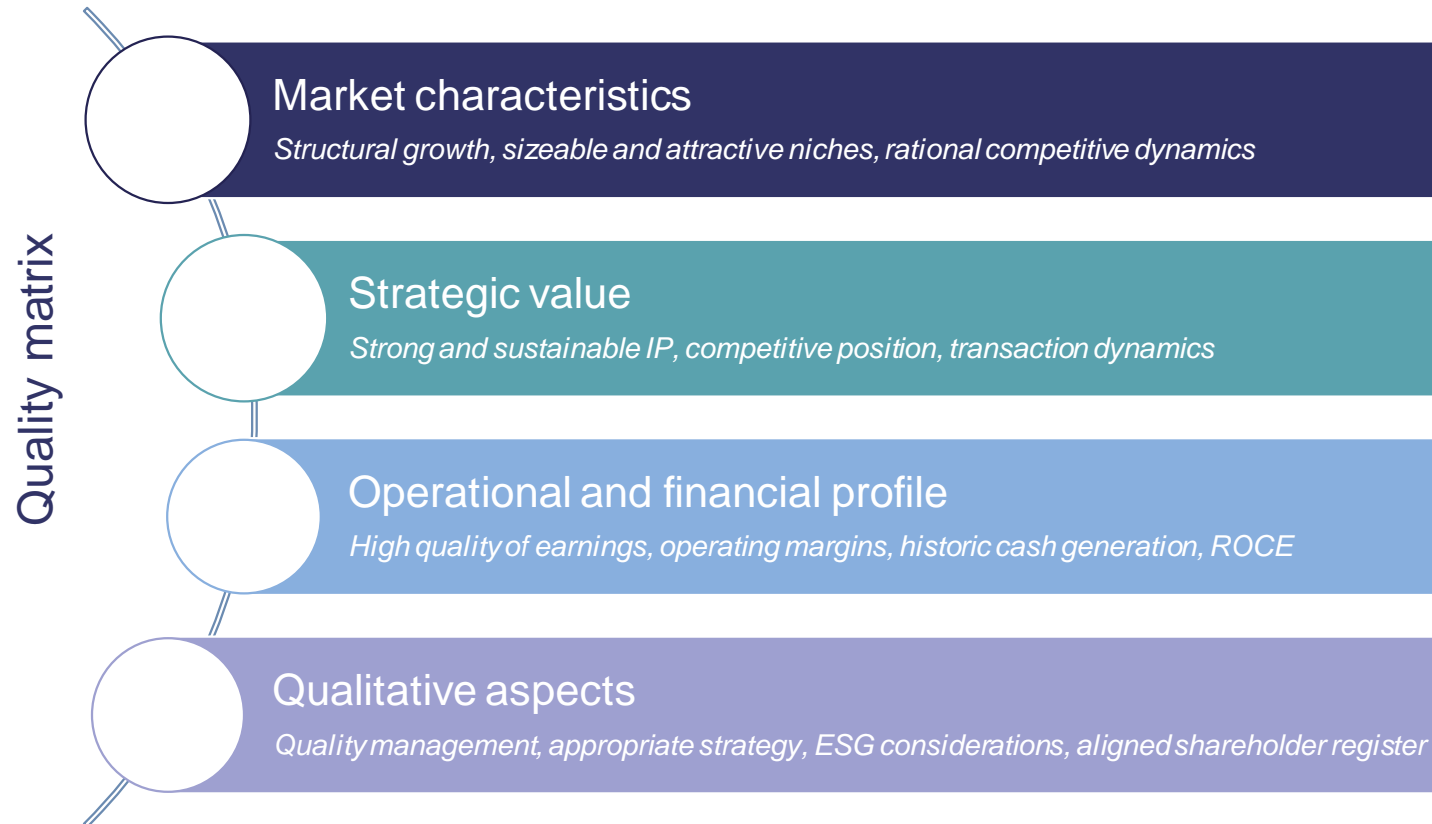 Quality matrix
Market characteristics
Structural growth, sizeable and attractive niches, rational competitive dynamics
Strategic value
Strong and sustainable IP, competitive position, transaction dynamics
Operational and financial profile
High quality of earnings, operating margins, historic cash generation, ROCE
Qualitative aspects
Quality management, appropriate strategy, ESG considerations, aligned shareholder register